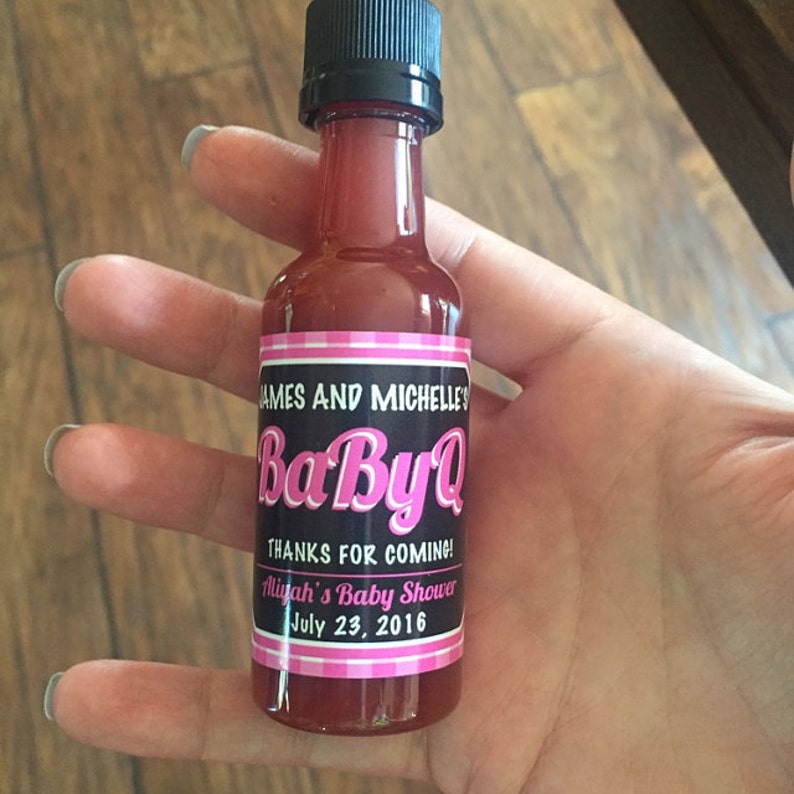 JAMES AND MICHELLE'S
BaByQ
THANKS FOR COMING!
Aliyah's Baby Shower
July 23, 2016